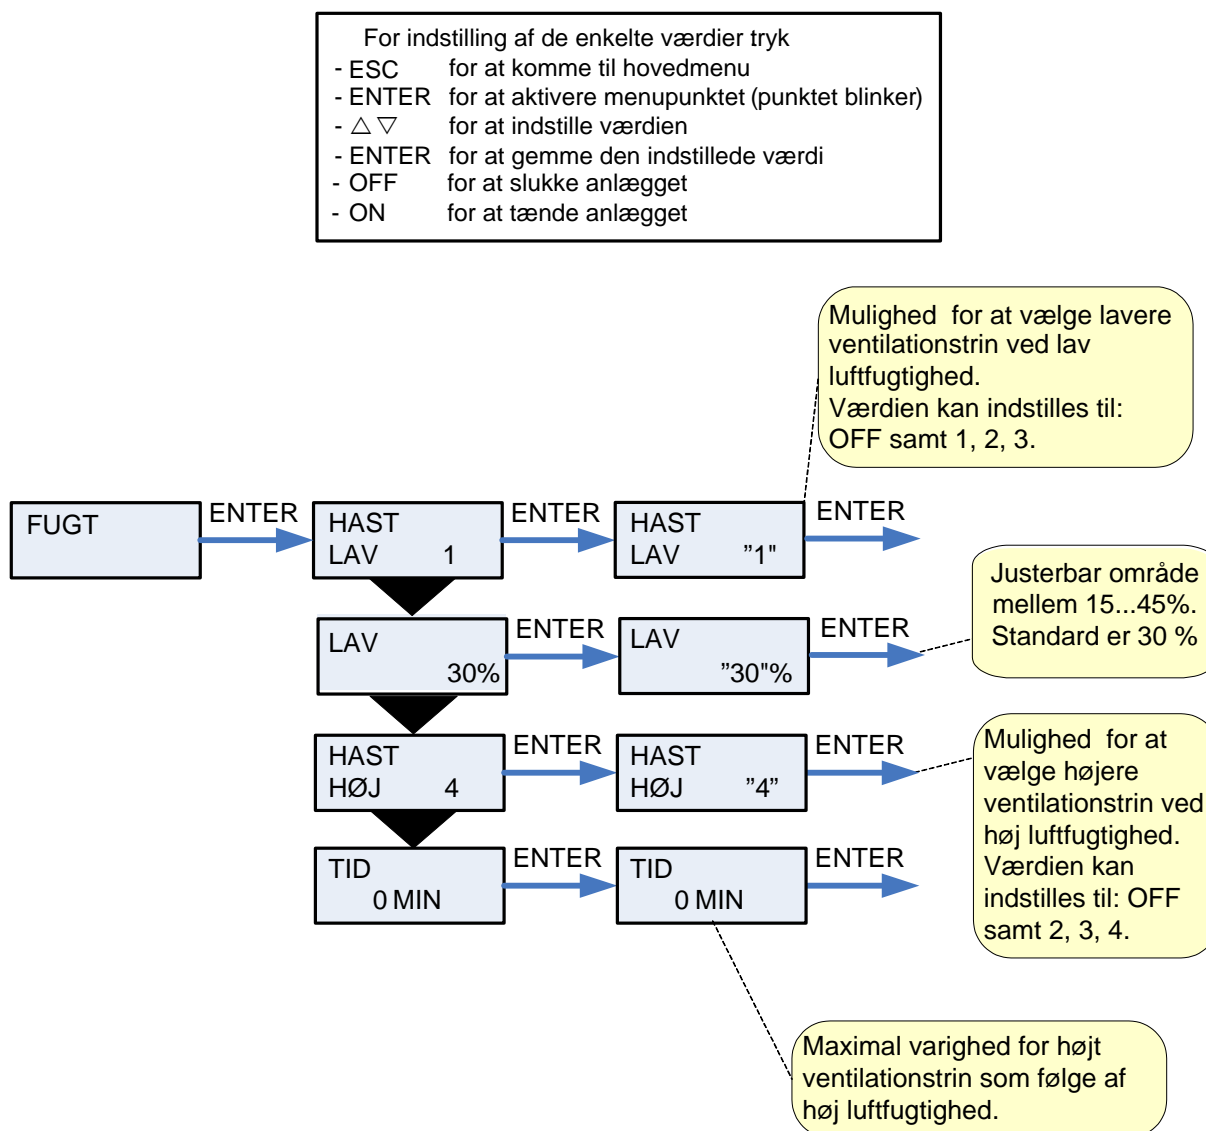 For indstilling af de enkelte værdier tryk
- ESC for at komme til hovedmenu
- ENTER for at aktivere menupunktet (punktet blinker)
- △ ▽ for at indstille værdien
- ENTER for at gemme den indstillede værdi
- OFF for at slukke anlægget
- ON for at tænde anlægget
Mulighed for at vælge lavere
ventilationstrin ved lav
luftfugtighed.
Værdien kan indstilles til:
OFF samt 1, 2, 3.
FUGT
ENTER
HAST
LAV 1
ENTER
HAST
LAV ”1"
ENTER
LAV
30%
ENTER
LAV
”30"%
ENTER
Justerbar område
mellem 15...45%.
Standard er 30 %
HAST
HØJ 4
ENTER
HAST
HØJ ”4”
ENTER
Mulighed for at
vælge højere
ventilationstrin ved
høj luftfugtighed.
Værdien kan
indstilles til: OFF
samt 2, 3, 4.
TID
0 MIN
ENTER
TID
0 MIN
ENTER
Maximal varighed for højt
ventilationstrin som følge af
høj luftfugtighed.